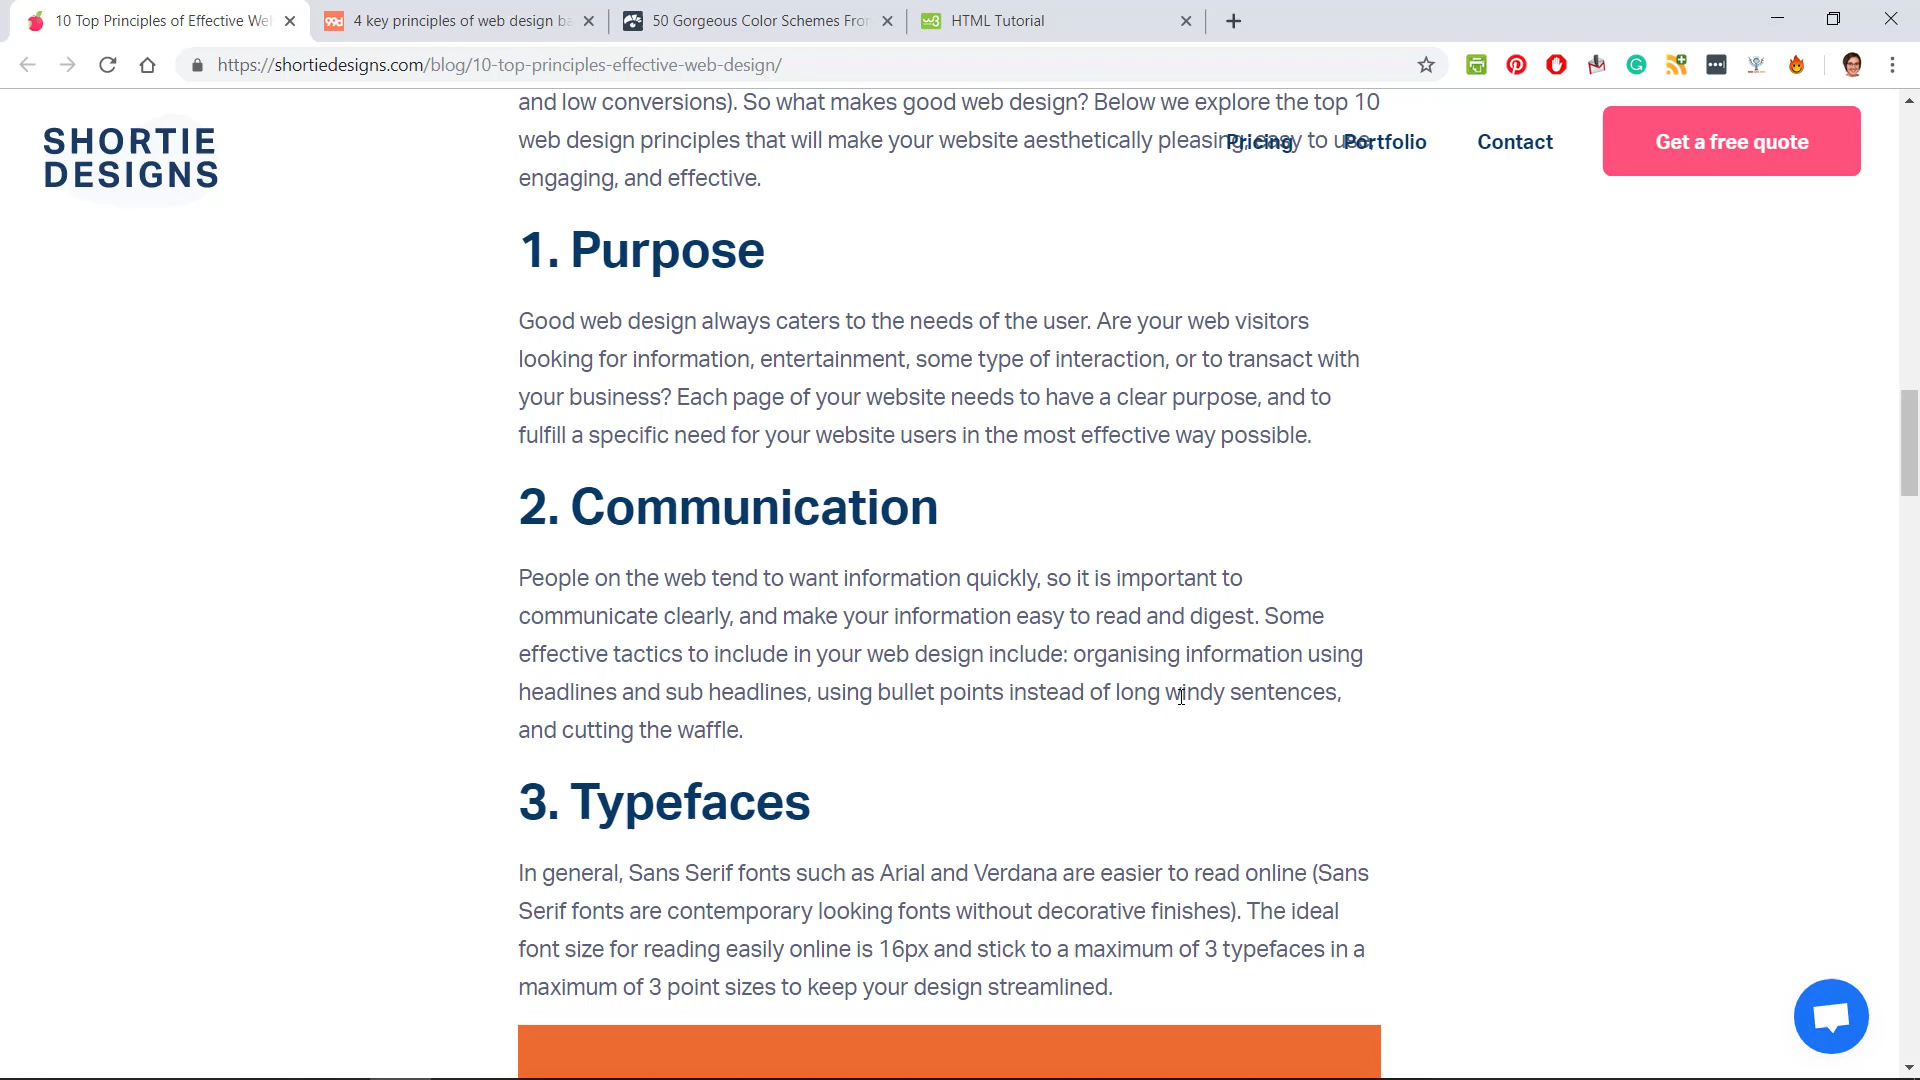 10 Top Principles of Effective We
4 key principles of web design ba
50 Gorgeous Color Schemes Fro
HTML Tutorial
https://shortiedesigns.com/blog/10-top-principles-effective-web-design/
SHORTIE
DESIGNS
Pricing
Portfolio
Contact
Get a free quote
and low conversions). So what makes good web design? Below we explore the top 10
web design principles that will make your website aesthetically pleasing, easy to use,
engaging, and effective.
1. Purpose
Good web design always caters to the needs of the user. Are your web visitors
looking for information, entertainment, some type of interaction, or to transact with
your business? Each page of your website needs to have a clear purpose, and to
fulfill a specific need for your website users in the most effective way possible.
2. Communication
People on the web tend to want information quickly, so it is important to
communicate clearly, and make your information easy to read and digest. Some
effective tactics to include in your web design include: organising information using
headlines and sub headlines, using bullet points instead of long windy sentences,
and cutting the waffle.
3. Typefaces
In general, Sans Serif fonts such as Arial and Verdana are easier to read online (Sans
Serif fonts are contemporary looking fonts without decorative finishes). The ideal
font size for reading easily online is 16px and stick to a maximum of 3 typefaces in a
maximum of 3 point sizes to keep your design streamlined.